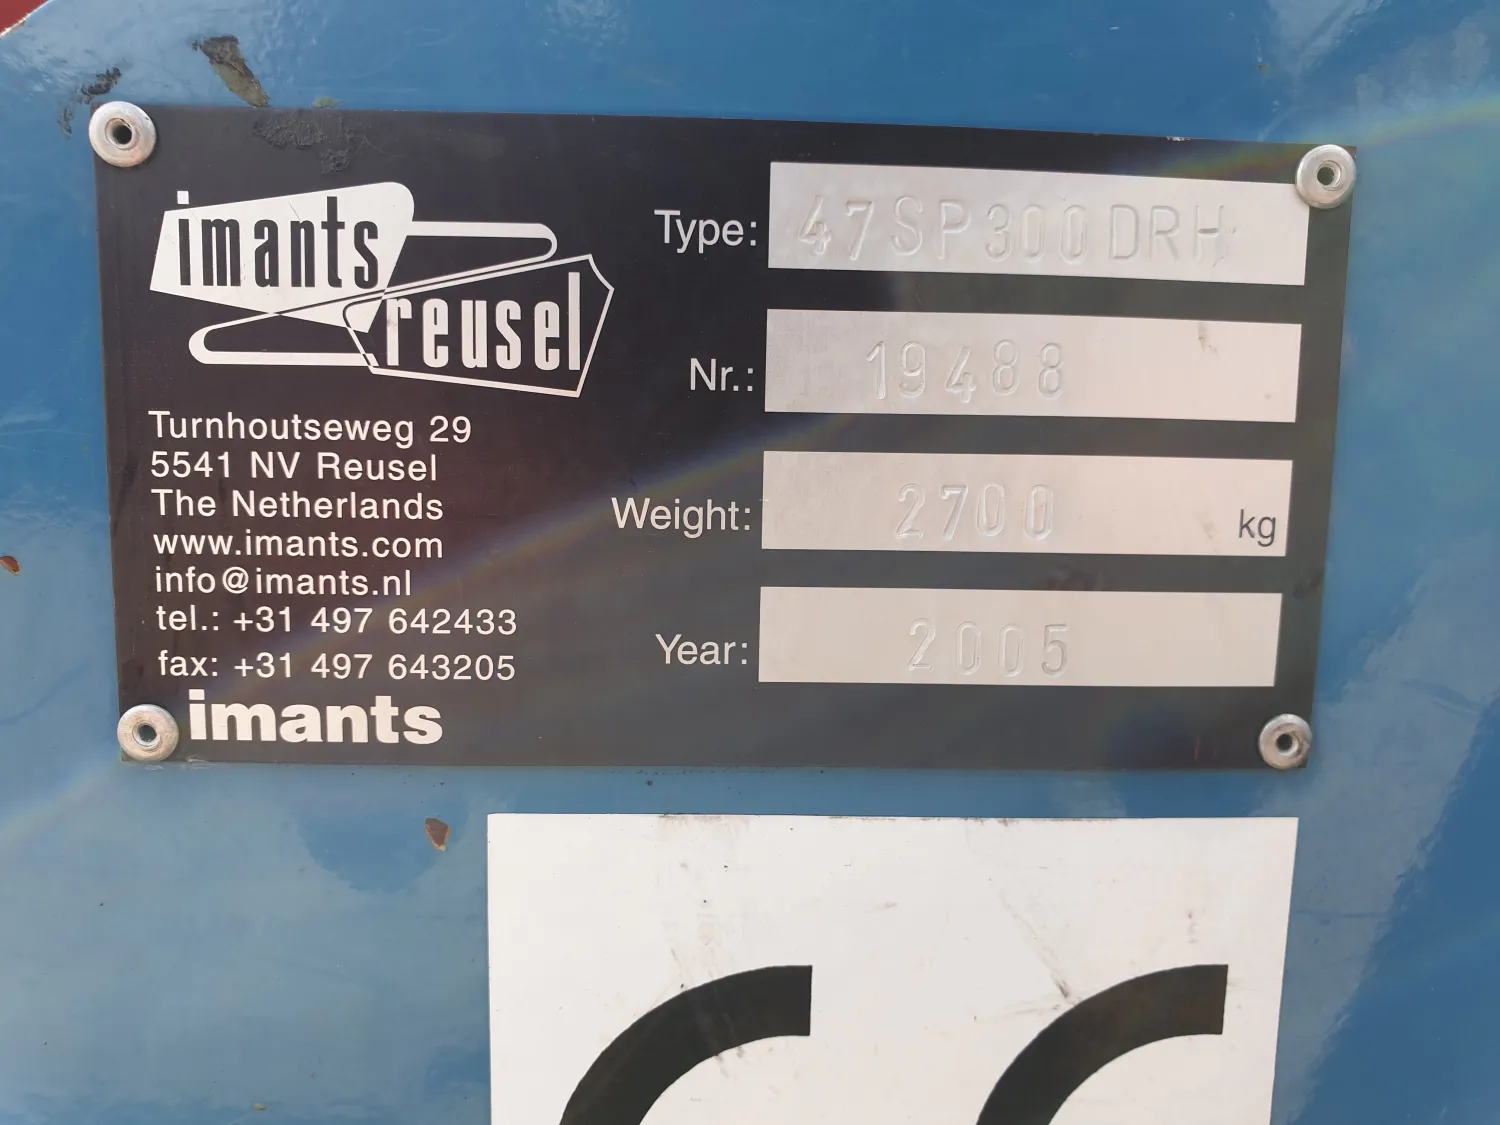 imants
reusel
Turnhoutseweg 29
5541 NV Reusel
The Netherlands
www.imants.com
info@imants.nl
tel.: +31 497 642433
fax: +31 497 643205
imants
Type: 47SP300DRH
Nr.: 19488
Weight: 2700 kg
Year: 2005
CE